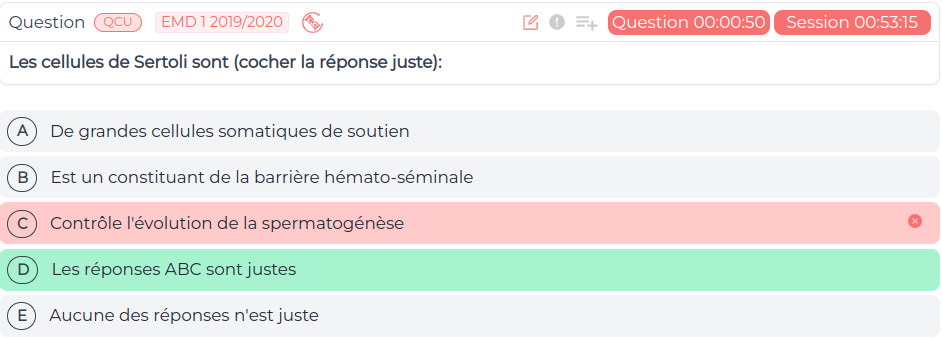 Question QCU EMD 1 2019/2020 Question 00:00:50 Session 00:53:15
Les cellules de Sertoli sont (cocher la réponse juste):
A De grandes cellules somatiques de soutien
B Est un constituant de la barrière hémato-séminale
C Contrôle l'évolution de la spermatogénèse
D Les réponses ABC sont justes
E Aucune des réponses n'est juste